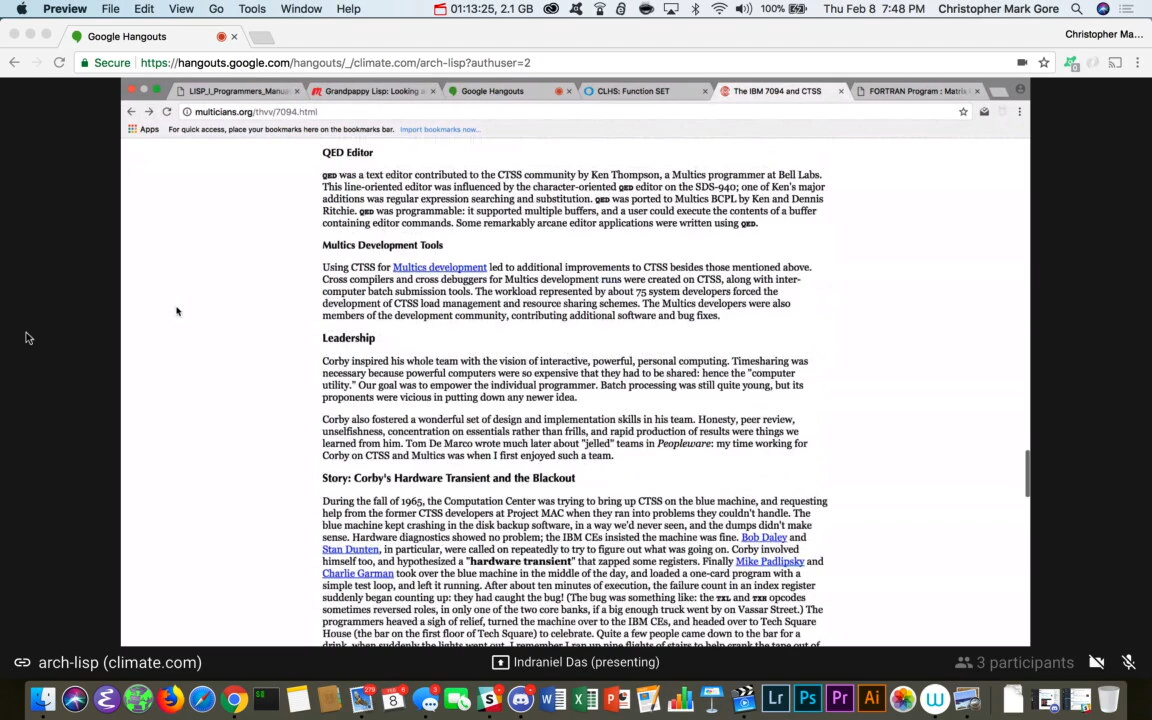 Preview File Edit View Go Tools Window Help 01:13:25, 2.1 GB 100% Thu Feb 8 7:48 PM Christopher Mark Gore
Google Hangouts Christopher Ma...
Secure https://hangouts.google.com/hangouts/_/climate.com/arch-lisp?authuser=2
LISP_I_Programmers_Manua Grandpappy Lisp: Looking a Google Hangouts CLHS: Function SET The IBM 7094 and CTSS FORTRAN Program : Matrix
multicians.org/thvv/7094.html
Apps For quick access, place your bookmarks here on the bookmarks bar. Import bookmarks now...
QED Editor
QED was a text editor contributed to the CTSS community by Ken Thompson, a Multics programmer at Bell Labs.
This line-oriented editor was influenced by the character-oriented QED editor on the SDS-940; one of Ken's major
additions was regular expression searching and substitution. QED was ported to Multics BCPL by Ken and Dennis
Ritchie. QED was programmable: it supported multiple buffers, and a user could execute the contents of a buffer
containing editor commands. Some remarkably arcane editor applications were written using QED.
Multics Development Tools
Using CTSS for Multics development led to additional improvements to CTSS besides those mentioned above.
Cross compilers and cross debuggers for Multics development runs were created on CTSS, along with inter-
computer batch submission tools. The workload represented by about 75 system developers forced the
development of CTSS load management and resource sharing schemes. The Multics developers were also
members of the development community, contributing additional software and bug fixes.
Leadership
Corby inspired his whole team with the vision of interactive, powerful, personal computing. Timesharing was
necessary because powerful computers were so expensive that they had to be shared: hence the "computer
utility." Our goal was to empower the individual programmer. Batch processing was still quite young, but its
proponents were vicious in putting down any newer idea.
Corby also fostered a wonderful set of design and implementation skills in his team. Honesty, peer review,
unselfishness, concentration on essentials rather than frills, and rapid production of results were things we
learned from him. Tom De Marco wrote much later about "jelled" teams in Peopleware: my time working for
Corby on CTSS and Multics was when I first enjoyed such a team.
Story: Corby's Hardware Transient and the Blackout
During the fall of 1965, the Computation Center was trying to bring up CTSS on the blue machine, and requesting
help from the former CTSS developers at Project MAC when they ran into problems they couldn't handle. The
blue machine kept crashing in the disk backup software, in a way we'd never seen, and the dumps didn't make
sense. Hardware diagnostics showed no problem; the IBM CEs insisted the machine was fine. Bob Daley and
Stan Dunten, in particular, were called on repeatedly to try to figure out what was going on. Corby involved
himself too, and hypothesized a "hardware transient" that zapped some registers. Finally Mike Padlipsky and
Charlie Garman took over the blue machine in the middle of the day, and loaded a one-card program with a
simple test loop, and left it running. After about ten minutes of execution, the failure count in an index register
suddenly began counting up: they had caught the bug! (The bug was something like: the TXL and TXH opcodes
sometimes reversed roles, in only one of the two core banks, if a big enough truck went by on Vassar Street.) The
programmers heaved a sigh of relief, turned the machine over to the IBM CEs, and headed over to Tech Square
House (the bar on the first floor of Tech Square) to celebrate. Quite a few people came down to the bar for a
drink, when suddenly the lights went out. I remember I ran up nine flights of stairs to help crank the tape out of
arch-lisp (climate.com) Indraniel Das (presenting) 3 participants
Lr Ps Pr Ai